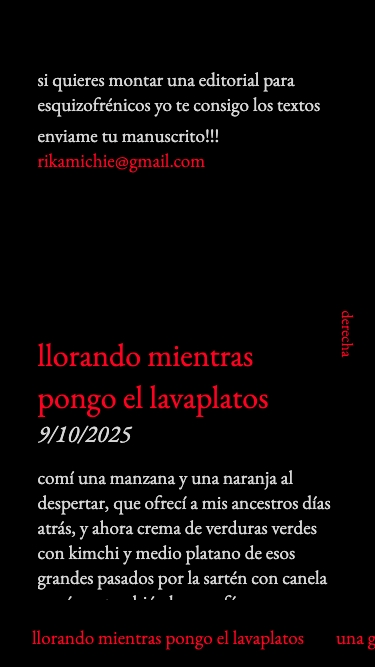 si quieres montar una editorial para
esquizofrénicos yo te consigo los textos
enviame tu manuscrito!!!
rikamichie@gmail.com
derecha
llorando mientras
pongo el lavaplatos
9/10/2025
comí una manzana y una naranja al
despertar, que ofrecí a mis ancestros días
atrás, y ahora crema de verduras verdes
con kimchi y medio platano de esos
grandes pasados por la sartén con canela
llorando mientras pongo el lavaplatos
una